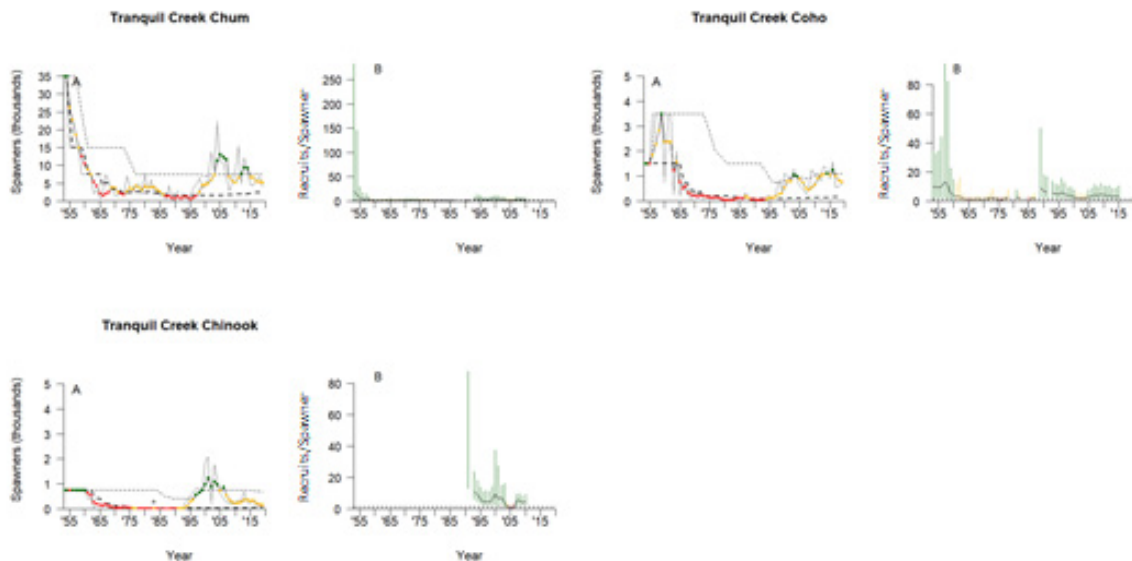 Tranquil Creek Chum
Tranquil Creek Coho
A
B
Spawners (thousands)
35
30
25
20
15
10
5
0
'55 '65 '75 '85 '95 '05 '15
Year
Recruits/Spawner
250
200
150
100
50
0
'55 '65 '75 '85 '95 '05 '15
Year
A
B
Spawners (thousands)
5
4
3
2
1
0
'55 '65 '75 '85 '95 '05 '15
Year
Recruits/Spawner
80
60
40
20
0
'55 '65 '75 '85 '95 '05 '15
Year
Tranquil Creek Chinook
A
B
Spawners (thousands)
5
4
3
2
1
0
'55 '65 '75 '85 '95 '05 '15
Year
Recruits/Spawner
80
60
40
20
0
'55 '65 '75 '85 '95 '05 '15
Year